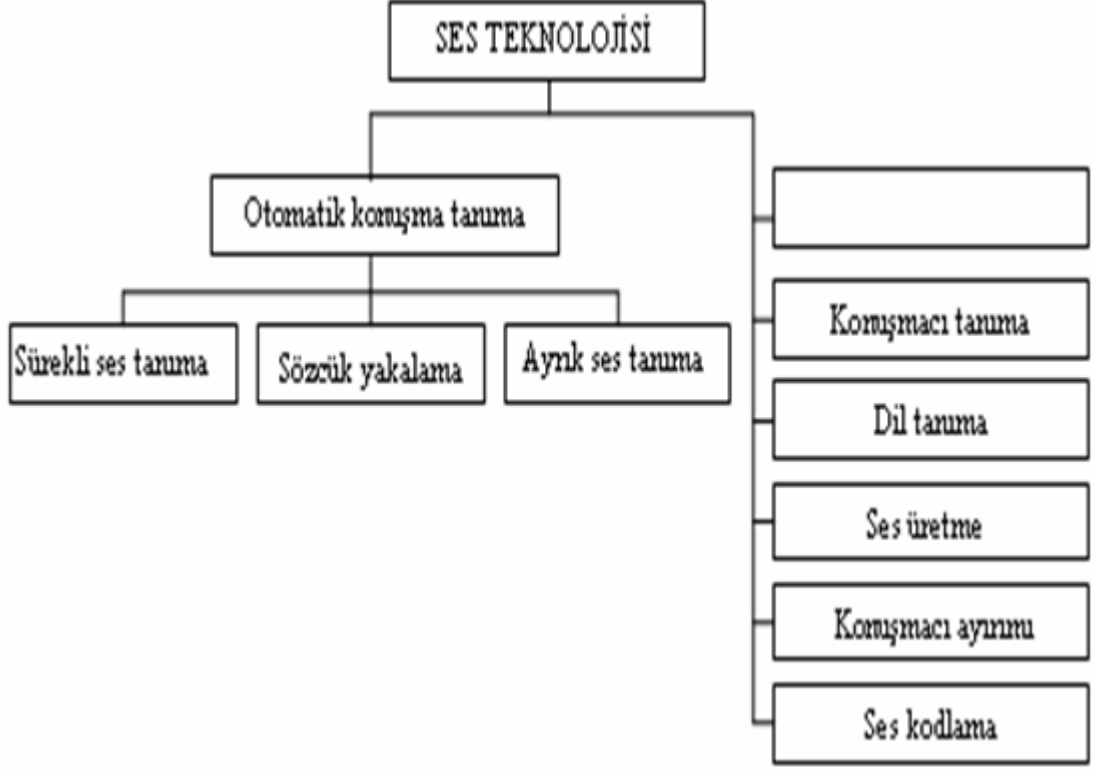 SES TEKNOLOJİSİ
Otomatik konuşma tanıma
Sürekli ses tanıma
Sözcük yakalama
Ayrık ses tanıma
Konuşmacı tanıma
Dil tanıma
Ses üretme
Konuşmacı ayırımı
Ses kodlama